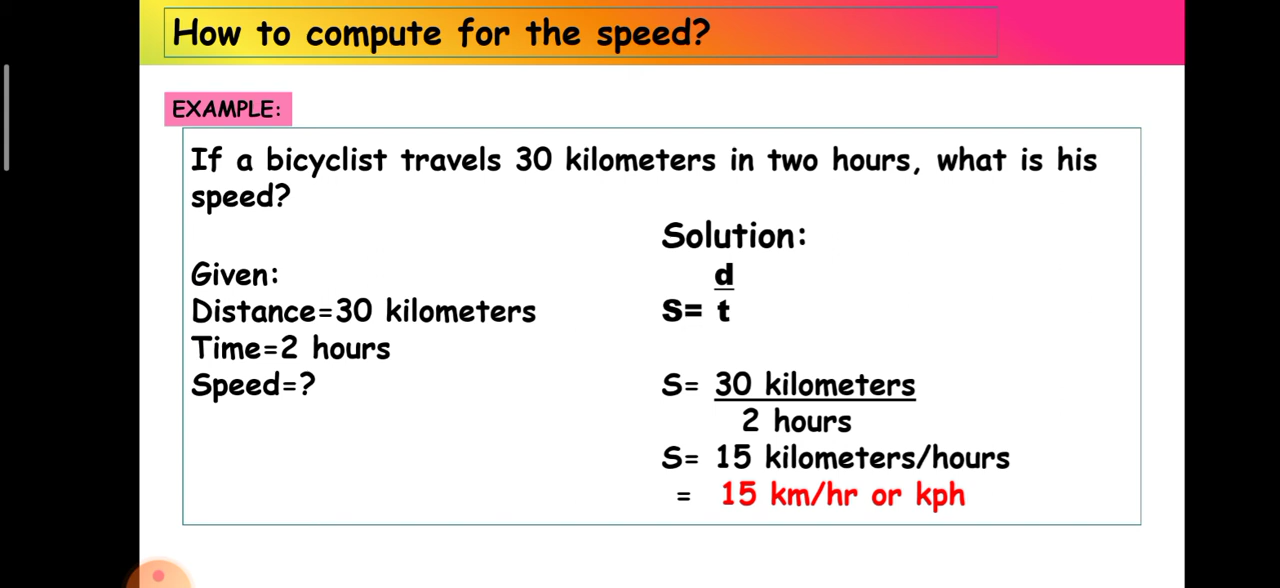 How to compute for the speed?
EXAMPLE:
If a bicyclist travels 30 kilometers in two hours, what is his
speed?
Given:
Distance=30 kilometers
Time=2 hours
Speed=?
Solution:
d
S= t
S= 30 kilometers
2 hours
S= 15 kilometers/hours
= 15 km/hr or kph